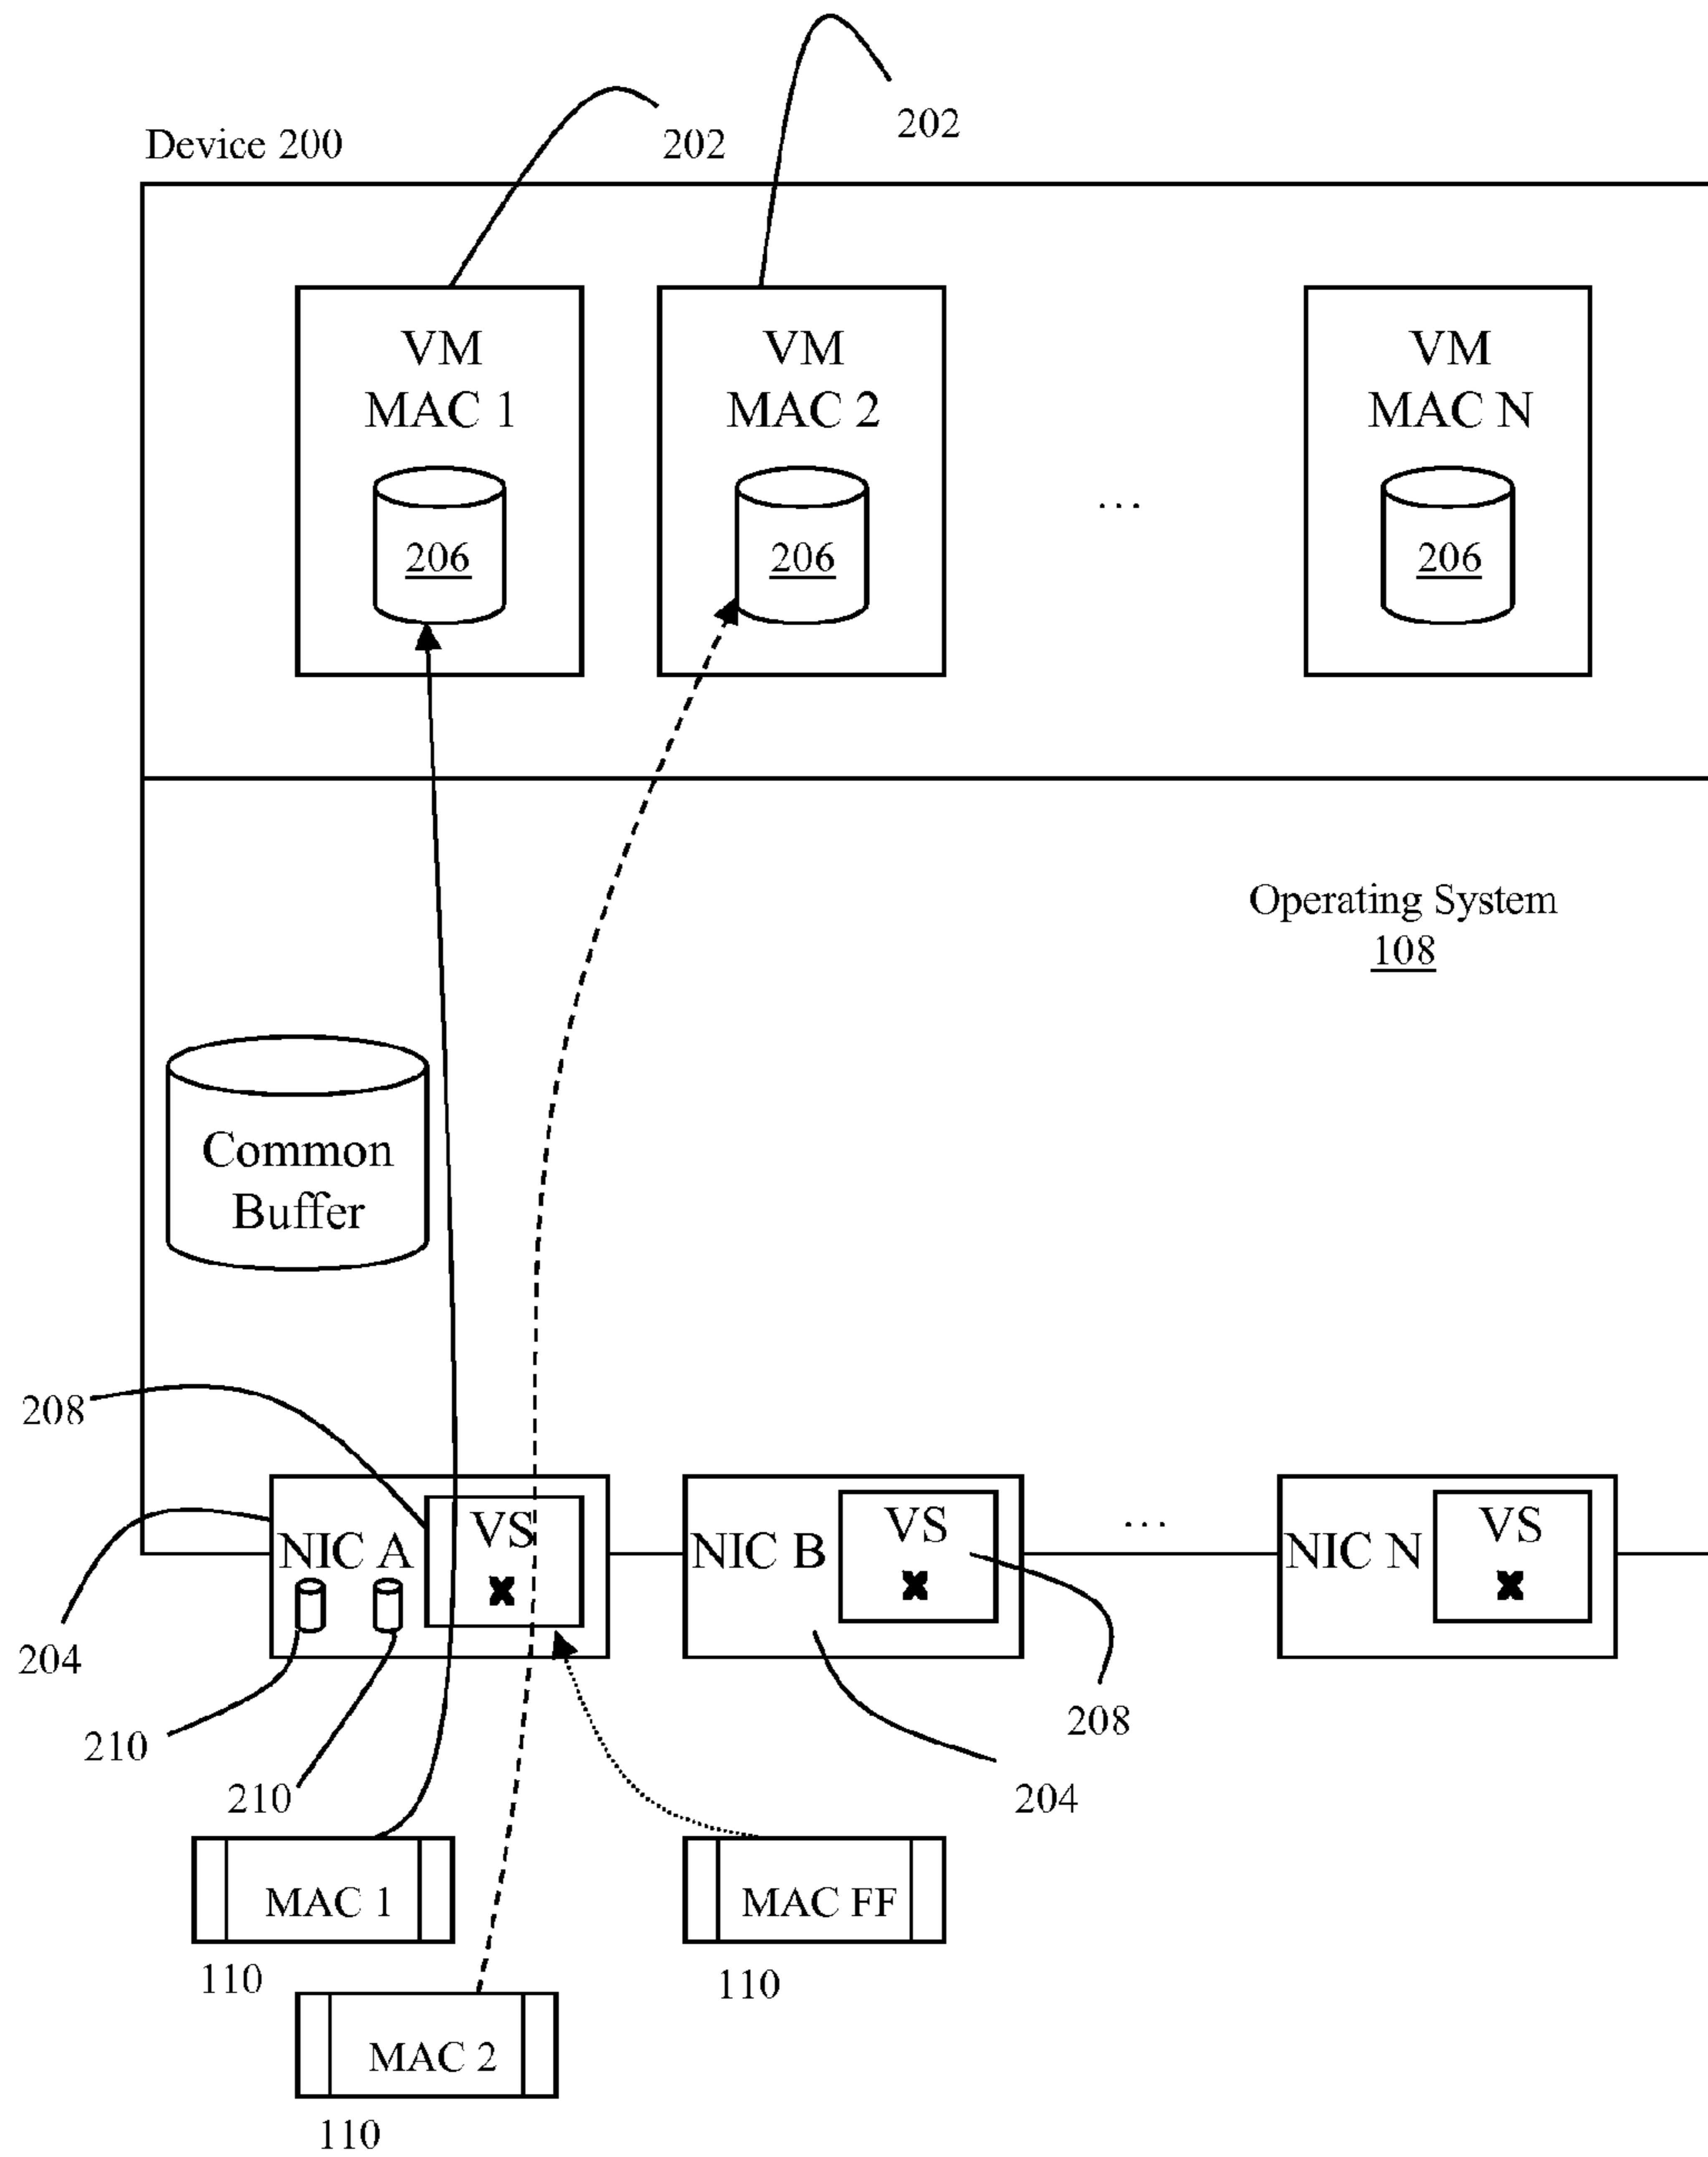 202
202
Device 200
VM
MAC 1
206
VM
MAC 2
206
...
VM
MAC N
206
Operating System
108
Common
Buffer
208
NIC A
VS
NIC B
VS
...
NIC N
VS
204
210
210
208
204
MAC 1
110
MAC FF
110
MAC 2
110